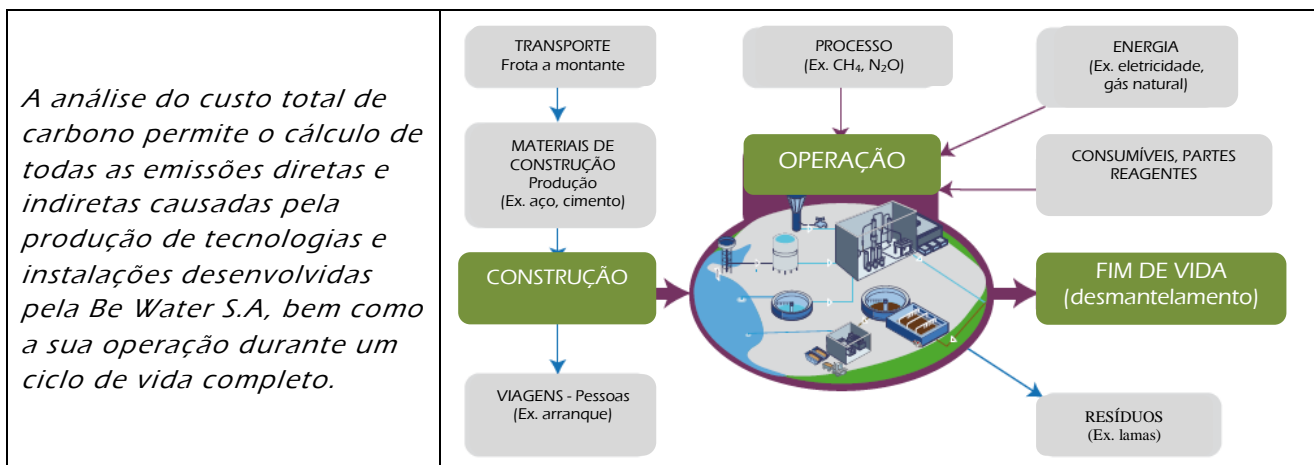 A análise do custo total de
carbono permite o cálculo de
todas as emissões diretas e
indiretas causadas pela
produção de tecnologias e
instalações desenvolvidas
pela Be Water S.A, bem como
a sua operação durante um
ciclo de vida completo.
TRANSPORTE
Frota a montante
PROCESSO
(Ex. CH₄, N₂O)
ENERGIA
(Ex. eletricidade,
gás natural)
MATERIAIS DE
CONSTRUÇÃO
Produção
(Ex. aço, cimento)
OPERAÇÃO
CONSUMÍVEIS, PARTES
REAGENTES
CONSTRUÇÃO
FIM DE VIDA
(desmantelamento)
VIAGENS - Pessoas
(Ex. arranque)
RESÍDUOS
(Ex. lamas)